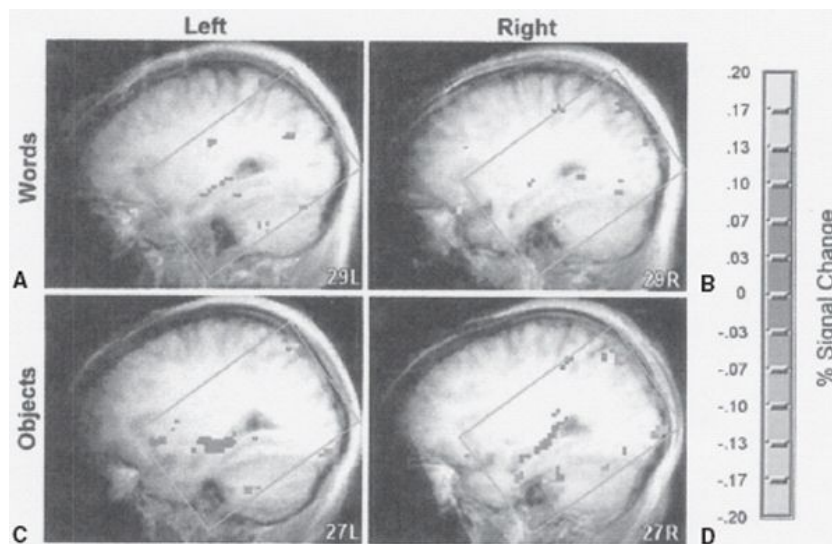 Left Right
Words
A 29L 29R B
Objects
C 27L 27R D
.20
.17
.13
.10
.07
.03
0
-.03
-.07
-.10
-.13
-.17
-.20
% Signal Change